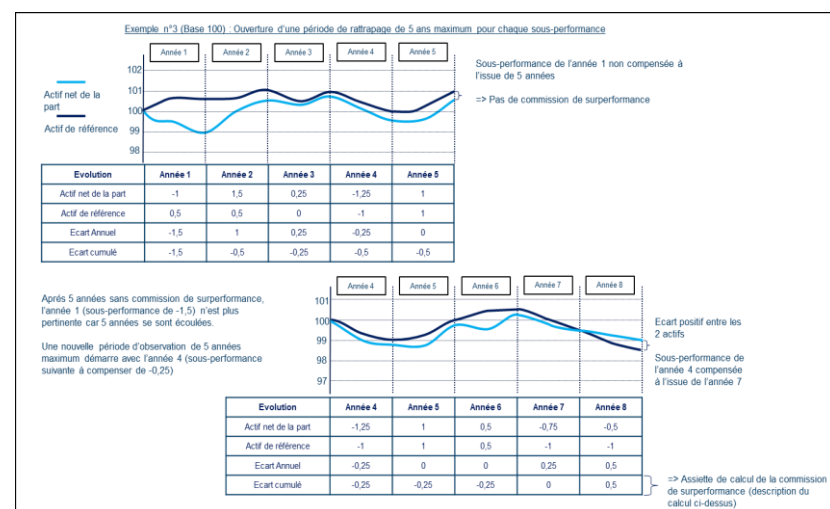 Exemple n°3 (Base 100) : Ouverture d'une période de rattrapage de 5 ans maximum pour chaque sous-performance
Année 1 Année 2 Année 3 Année 4 Année 5
102
101
100
99
98
Actif net de la
part
Actif de référence
Sous-performance de l'année 1 non compensée à
l'issue de 5 années
=> Pas de commission de surperformance
Evolution Année 1 Année 2 Année 3 Année 4 Année 5
Actif net de la part -1 1,5 0,25 -1,25 1
Actif de référence 0,5 0,5 0 -1 1
Ecart Annuel -1,5 1 0,25 -0,25 0
Ecart cumulé -1,5 -0,5 -0,25 -0,5 -0,5
Après 5 années sans commission de surperformance,
l'année 1 (sous-performance de -1,5) n'est plus
pertinente car 5 années se sont écoulées.
Une nouvelle période d'observation de 5 années
maximum démarre avec l'année 4 (sous-performance
suivante à compenser de -0,25)
Année 4 Année 5 Année 6 Année 7 Année 8
101
100
99
98
97
Ecart positif entre les
2 actifs
Sous-performance de
l'année 4 compensée
à l'issue de l'année 7
Evolution Année 4 Année 5 Année 6 Année 7 Année 8
Actif net de la part -1,25 1 0,5 -0,75 -0,5
Actif de référence -1 1 0,5 -1 -1
Ecart Annuel -0,25 0 0 0,25 0,5
Ecart cumulé -0,25 -0,25 -0,25 0 0,5
=> Assiette de calcul de la commission
de surperformance (description du
calcul ci-dessus)